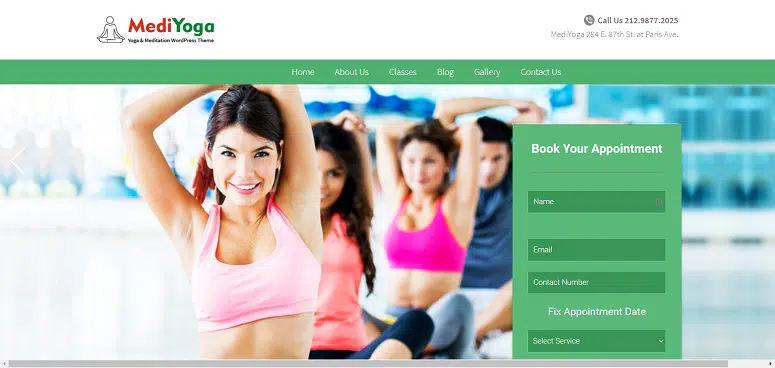 MediYoga
Yoga & Meditation WordPress Theme
Call Us 212.9877.2025
MediYoga 284 E. 87th St. at Paris Ave.
Home About Us Classes Blog Gallery Contact Us
Book Your Appointment
Name
Email
Contact Number
Fix Appointment Date
Select Service